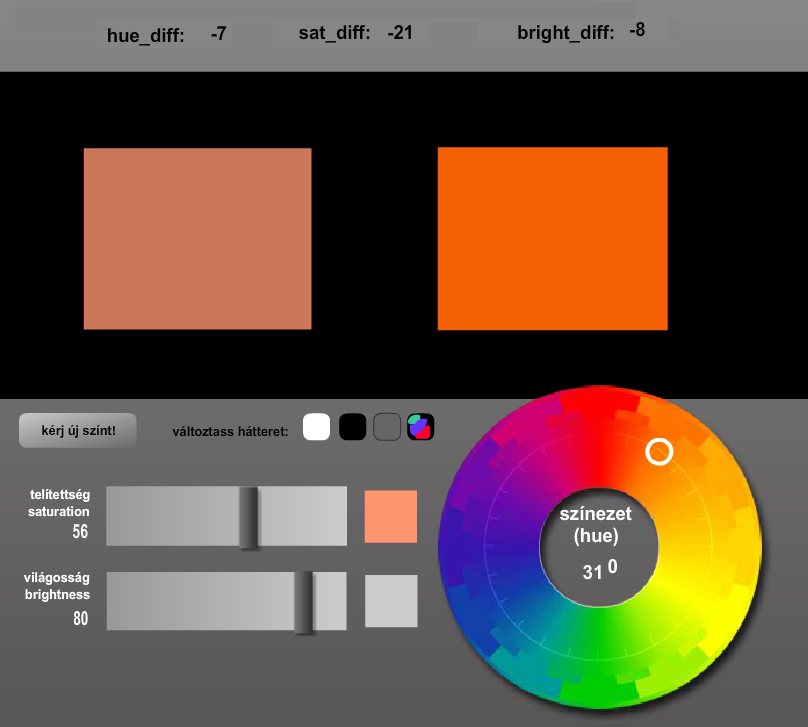 hue_diff: -7 sat_diff: -21 bright_diff: -8
kérj új színt!
változtass hátteret:
telítettség
saturation
56
világosság
brightness
80
színezet
(hue)
31 0